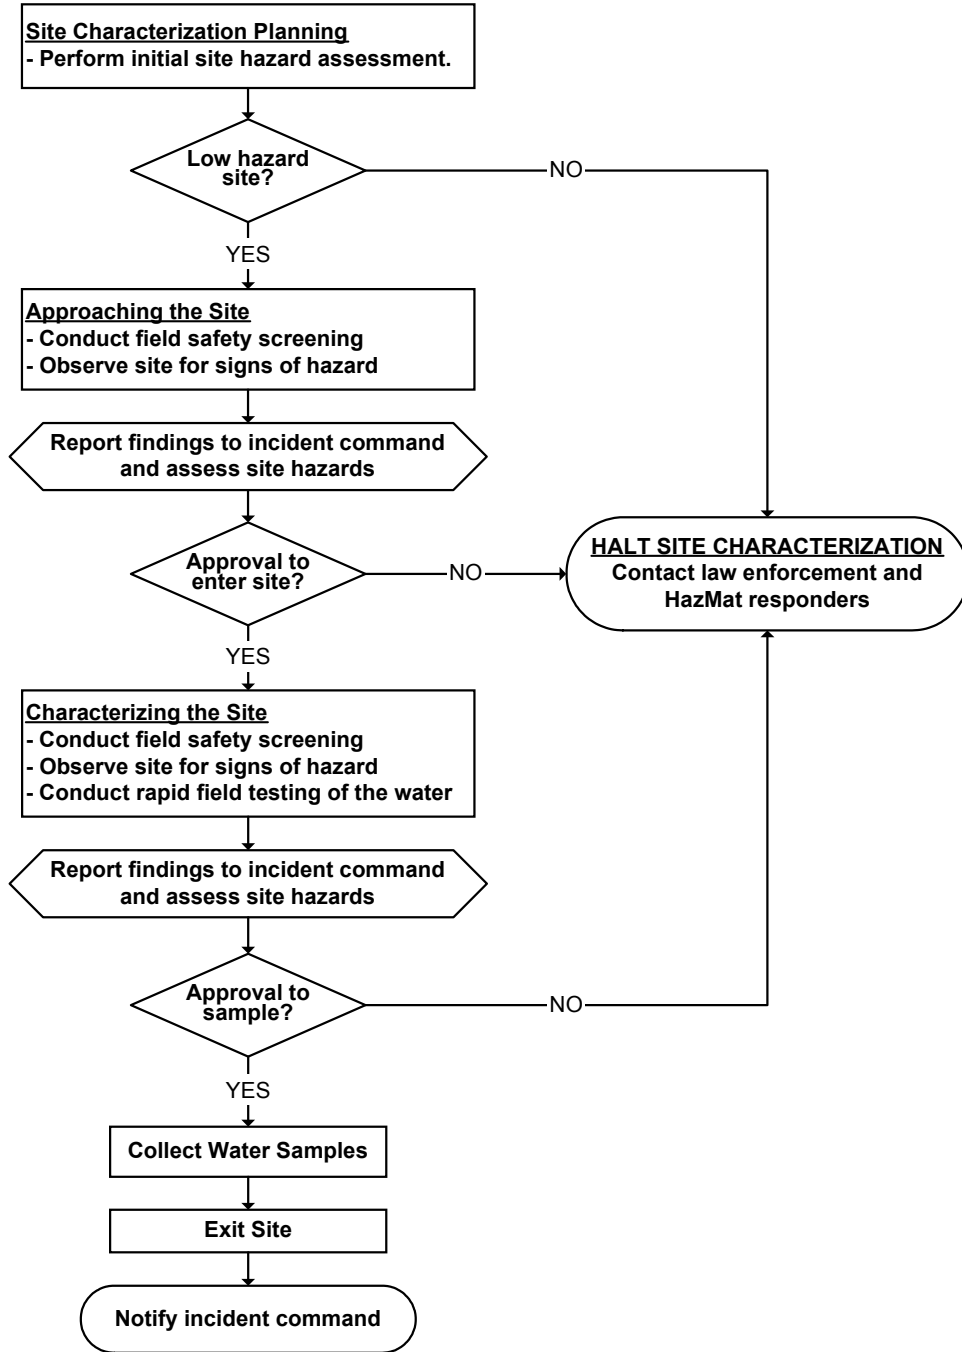 Site Characterization Planning
- Perform initial site hazard assessment.
Low hazard
site?
NO
YES
Approaching the Site
- Conduct field safety screening
- Observe site for signs of hazard
Report findings to incident command
and assess site hazards
Approval to
enter site?
NO
HALT SITE CHARACTERIZATION
Contact law enforcement and
HazMat responders
YES
Characterizing the Site
- Conduct field safety screening
- Observe site for signs of hazard
- Conduct rapid field testing of the water
Report findings to incident command
and assess site hazards
Approval to
sample?
NO
YES
Collect Water Samples
Exit Site
Notify incident command